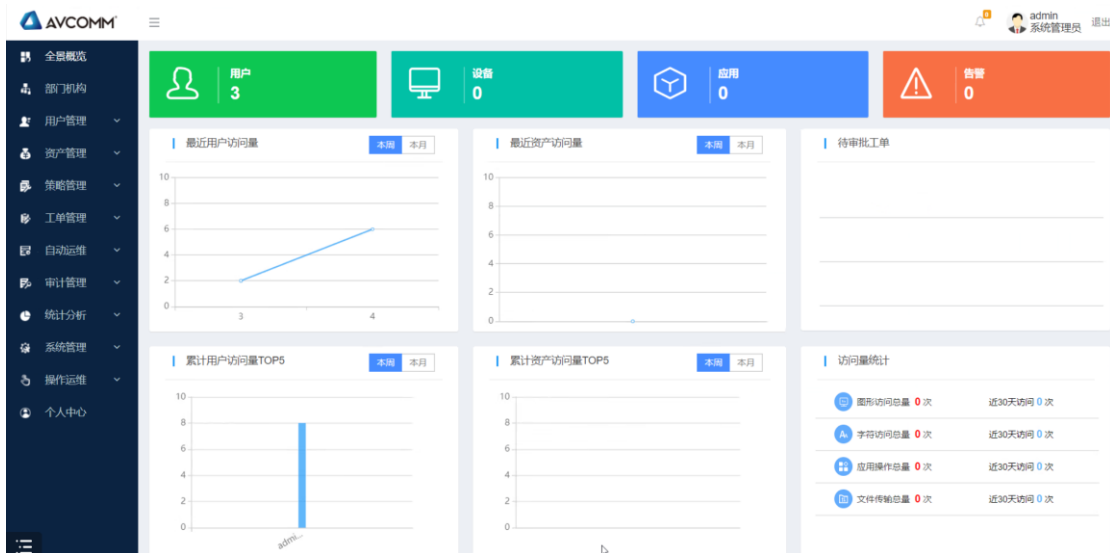 AVCOMM
8
admin
系统管理员
退出
全景概览
部门机构
用户管理
资产管理
策略管理
工单管理
自动运维
审计管理
统计分析
系统管理
操作运维
个人中心
用户
3
设备
0
应用
0
告警
0
最近用户访问量
本周 本月
10
8
6
4
2
0
3 4
最近资产访问量
本周 本月
10
8
6
4
2
0
待审批工单
累计用户访问量TOP5
本周 本月
10
8
6
4
2
0
admi...
累计资产访问量TOP5
本周 本月
10
8
6
4
2
0
访问量统计
图形访问总量 0 次 近30天访问 0 次
字符访问总量 0 次 近30天访问 0 次
应用操作总量 0 次 近30天访问 0 次
文件传输总量 0 次 近30天访问 0 次